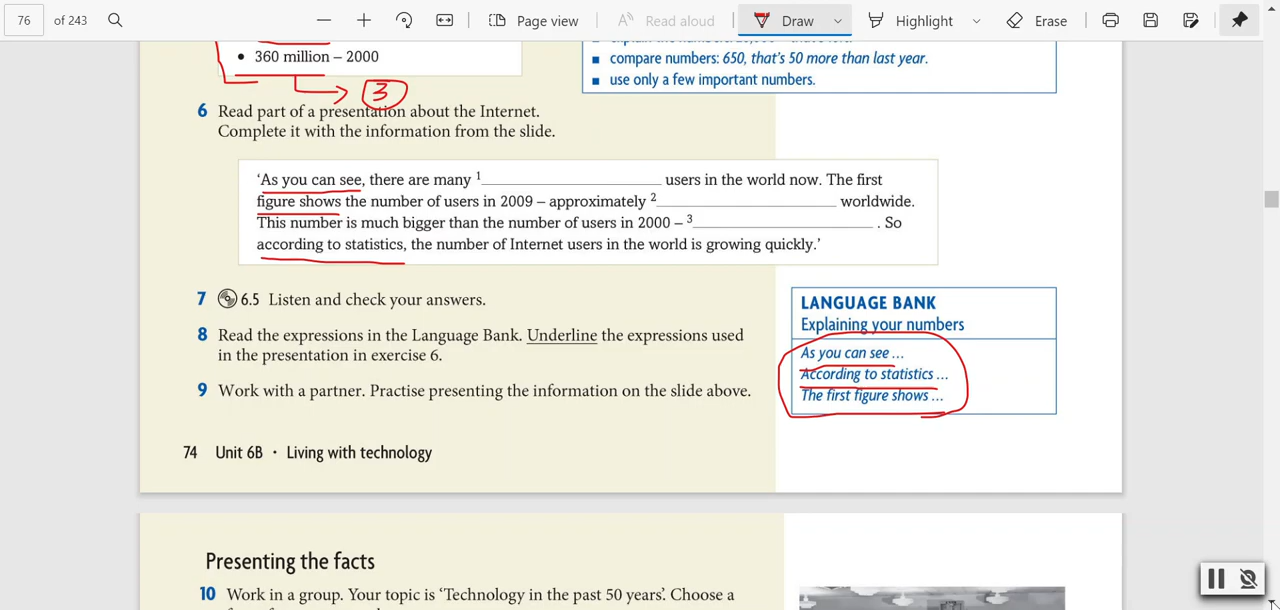 76 of 243 Page view Read aloud Draw Highlight Erase
• 360 million – 2000
3
compare numbers: 650, that's 50 more than last year.
use only a few important numbers.
6 Read part of a presentation about the Internet.
Complete it with the information from the slide.
'As you can see, there are many 1 users in the world now. The first
figure shows the number of users in 2009 – approximately 2 worldwide.
This number is much bigger than the number of users in 2000 – 3 . So
according to statistics, the number of Internet users in the world is growing quickly.'
7 6.5 Listen and check your answers.
8 Read the expressions in the Language Bank. Underline the expressions used
in the presentation in exercise 6.
9 Work with a partner. Practise presenting the information on the slide above.
LANGUAGE BANK
Explaining your numbers
As you can see ...
According to statistics ...
The first figure shows ...
74 Unit 6B • Living with technology
Presenting the facts
10 Work in a group. Your topic is 'Technology in the past 50 years'. Choose a